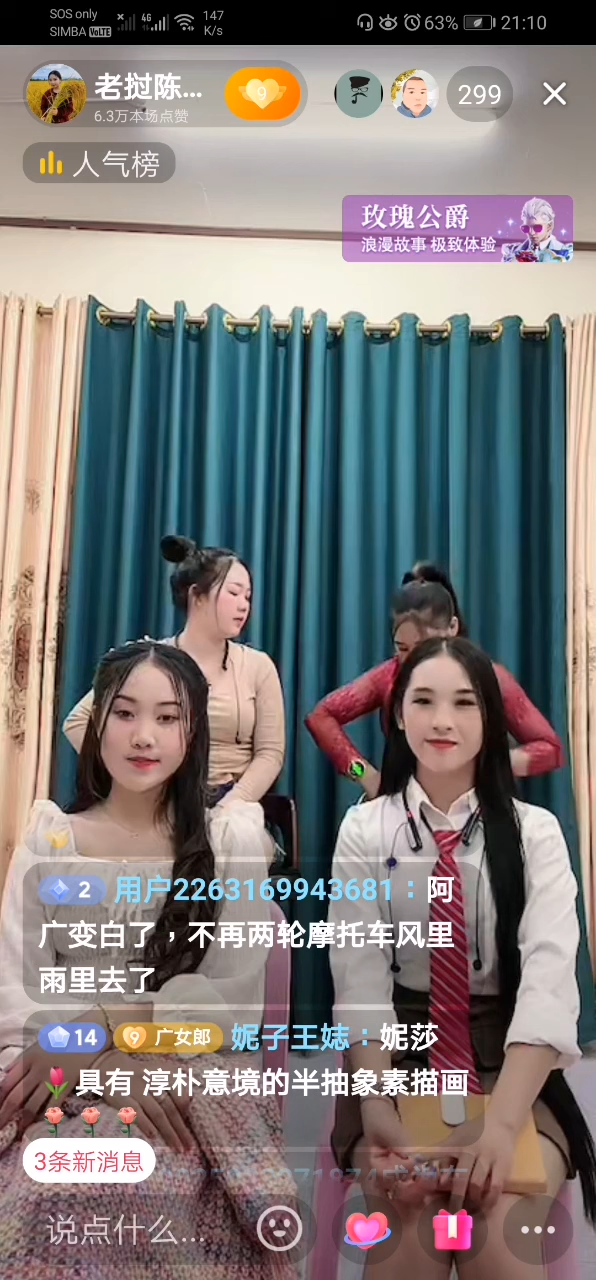 SOS only
SIMBA VoLTE
4G
147
K/s
63%
21:10
老挝陈...
6.3万本场点赞
9
299
人气榜
玫瑰公爵
浪漫故事 极致体验
2 用户2263169943681：阿
广变白了，不再两轮摩托车风里
雨里去了
14 9 广女郎 妮子王娡：妮莎
🌷具有 淳朴意境的半抽象素描画
🌹🌹🌹
3条新消息
说点什么...